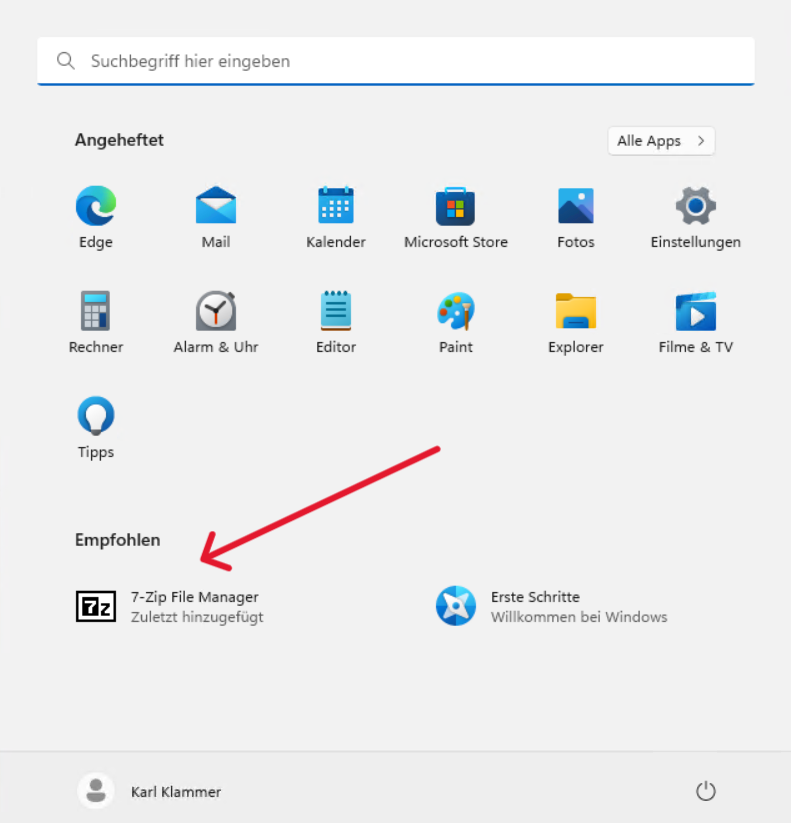 Suchbegriff hier eingeben
Angeheftet
Alle Apps
Edge
Mail
Kalender
Microsoft Store
Fotos
Einstellungen
Rechner
Alarm & Uhr
Editor
Paint
Explorer
Filme & TV
Tipps
Empfohlen
7z
7-Zip File Manager
Zuletzt hinzugefügt
Erste Schritte
Willkommen bei Windows
Karl Klammer